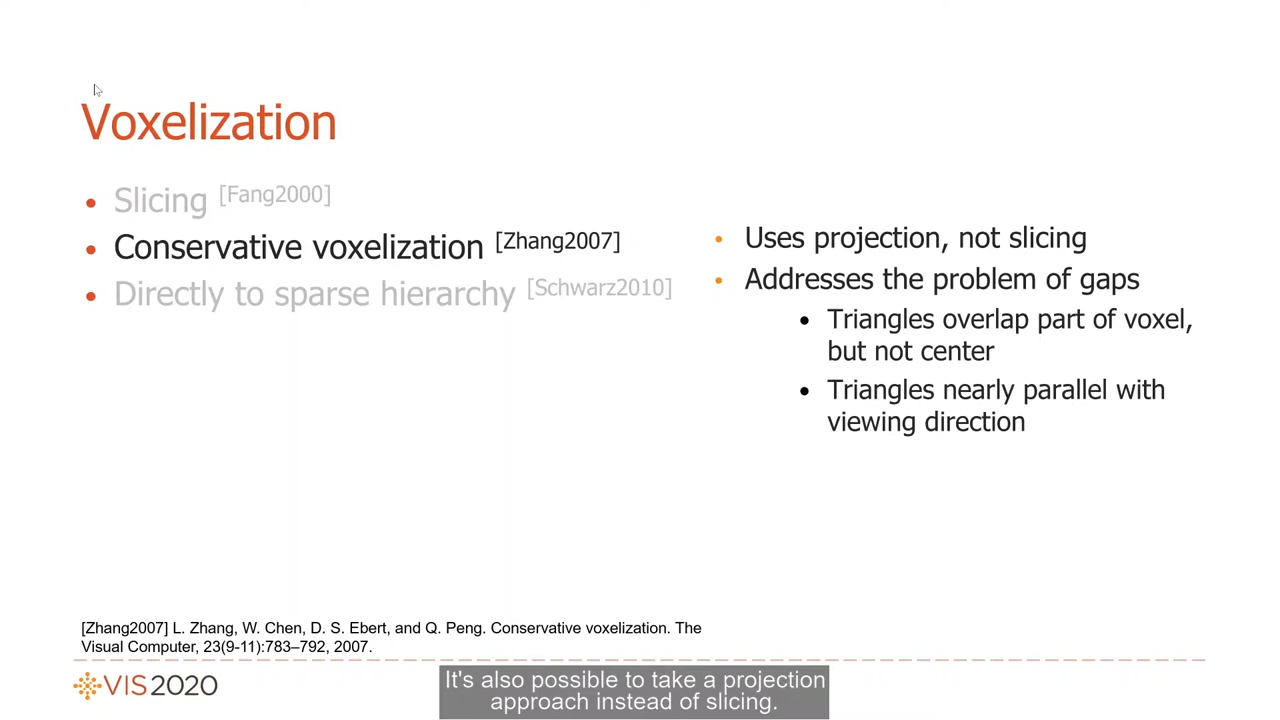 Voxelization
• Slicing [Fang2000]
• Conservative voxelization [Zhang2007]
• Directly to sparse hierarchy [Schwarz2010]
• Uses projection, not slicing
• Addresses the problem of gaps
• Triangles overlap part of voxel,
but not center
• Triangles nearly parallel with
viewing direction
[Zhang2007] L. Zhang, W. Chen, D. S. Ebert, and Q. Peng. Conservative voxelization. The
Visual Computer, 23(9-11):783–792, 2007.
VIS2020
It's also possible to take a projection
approach instead of slicing.